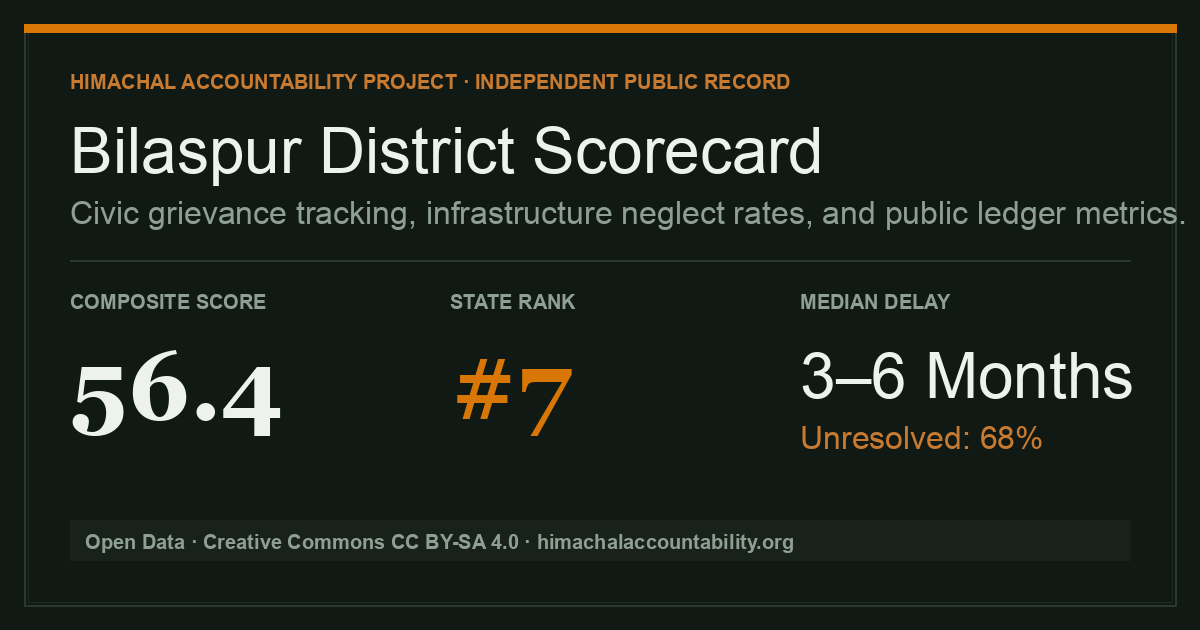 HIMACHAL ACCOUNTABILITY PROJECT · INDEPENDENT PUBLIC RECORD
Bilaspur District Scorecard
Civic grievance tracking, infrastructure neglect rates, and public ledger metrics.
COMPOSITE SCORE
56.4
STATE RANK
#7
MEDIAN DELAY
3–6 Months
Unresolved: 68%
Open Data · Creative Commons CC BY-SA 4.0 · himachalaccountability.org